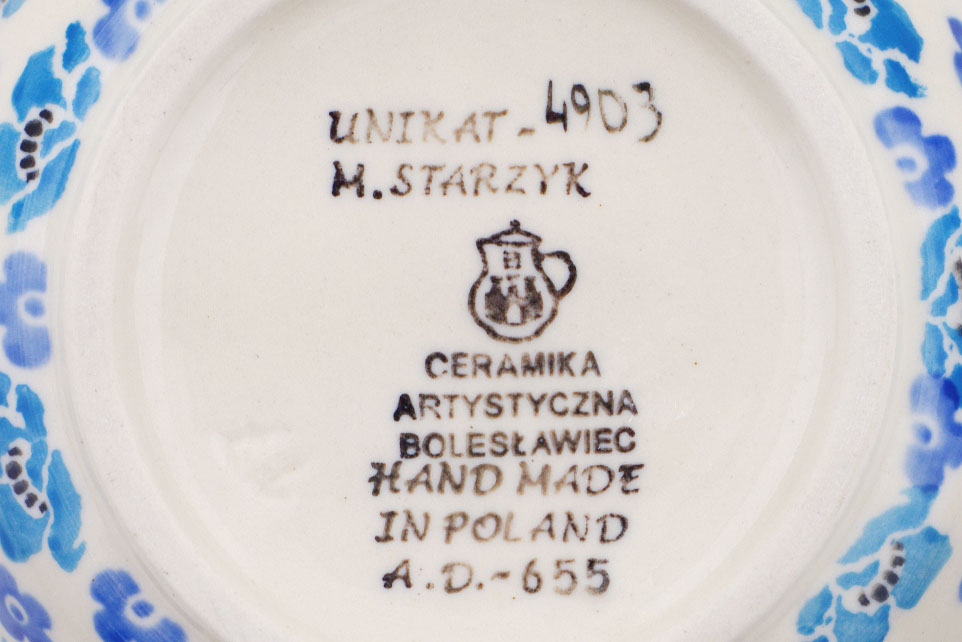 UNIKAT-4903
M.STARZYK
CERAMIKA
ARTYSTYCZNA
BOLESŁAWIEC
HAND MADE
IN POLAND
A.D.-655